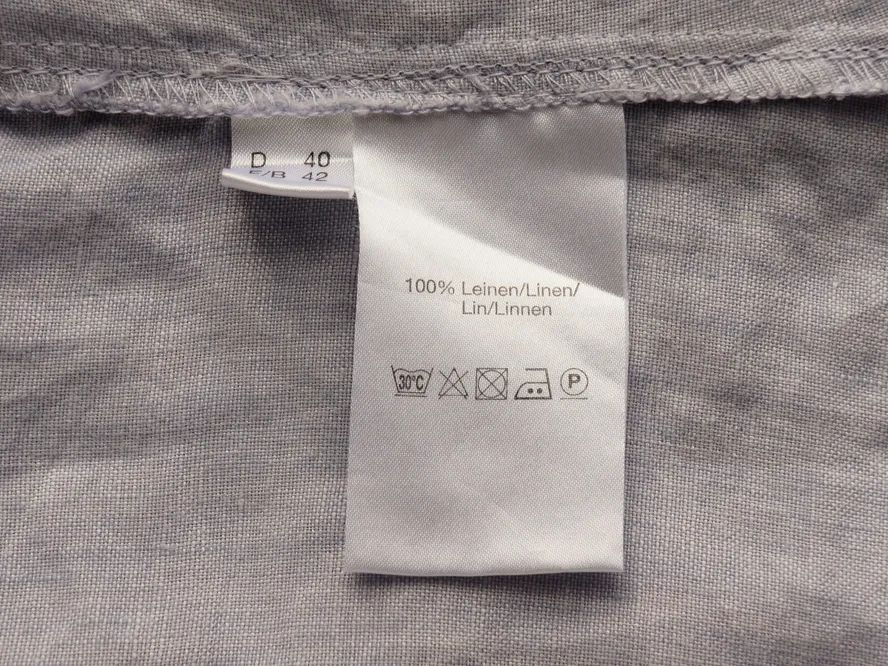 D 40
F/B 42
100% Leinen/Linen/
Lin/Linnen
30°C
P